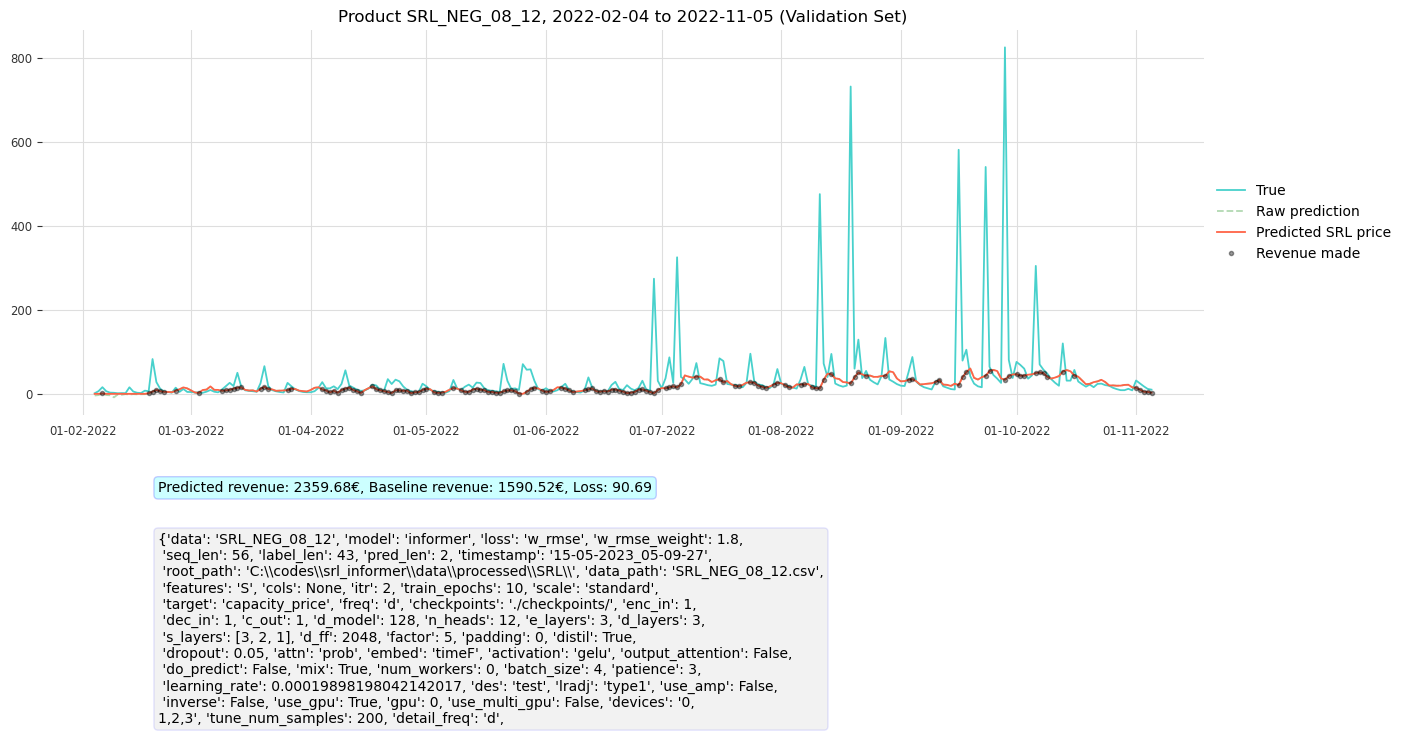 Product SRL_NEG_08_12, 2022-02-04 to 2022-11-05 (Validation Set)
800
600
400
200
0
01-02-2022 01-03-2022 01-04-2022 01-05-2022 01-06-2022 01-07-2022 01-08-2022 01-09-2022 01-10-2022 01-11-2022
True
Raw prediction
Predicted SRL price
Revenue made
Predicted revenue: 2359.68€, Baseline revenue: 1590.52€, Loss: 90.69
{'data': 'SRL_NEG_08_12', 'model': 'informer', 'loss': 'w_rmse', 'w_rmse_weight': 1.8,
'seq_len': 56, 'label_len': 43, 'pred_len': 2, 'timestamp': '15-05-2023_05-09-27',
'root_path': 'C:\\codes\\srl_informer\\data\\processed\\SRL\\', 'data_path': 'SRL_NEG_08_12.csv',
'features': 'S', 'cols': None, 'itr': 2, 'train_epochs': 10, 'scale': 'standard',
'target': 'capacity_price', 'freq': 'd', 'checkpoints': './checkpoints/', 'enc_in': 1,
'dec_in': 1, 'c_out': 1, 'd_model': 128, 'n_heads': 12, 'e_layers': 3, 'd_layers': 3,
's_layers': [3, 2, 1], 'd_ff': 2048, 'factor': 5, 'padding': 0, 'distil': True,
'dropout': 0.05, 'attn': 'prob', 'embed': 'timeF', 'activation': 'gelu', 'output_attention': False,
'do_predict': False, 'mix': True, 'num_workers': 0, 'batch_size': 4, 'patience': 3,
'learning_rate': 0.00019898198042142017, 'des': 'test', 'lradj': 'type1', 'use_amp': False,
'inverse': False, 'use_gpu': True, 'gpu': 0, 'use_multi_gpu': False, 'devices': '0,
1,2,3', 'tune_num_samples': 200, 'detail_freq': 'd',